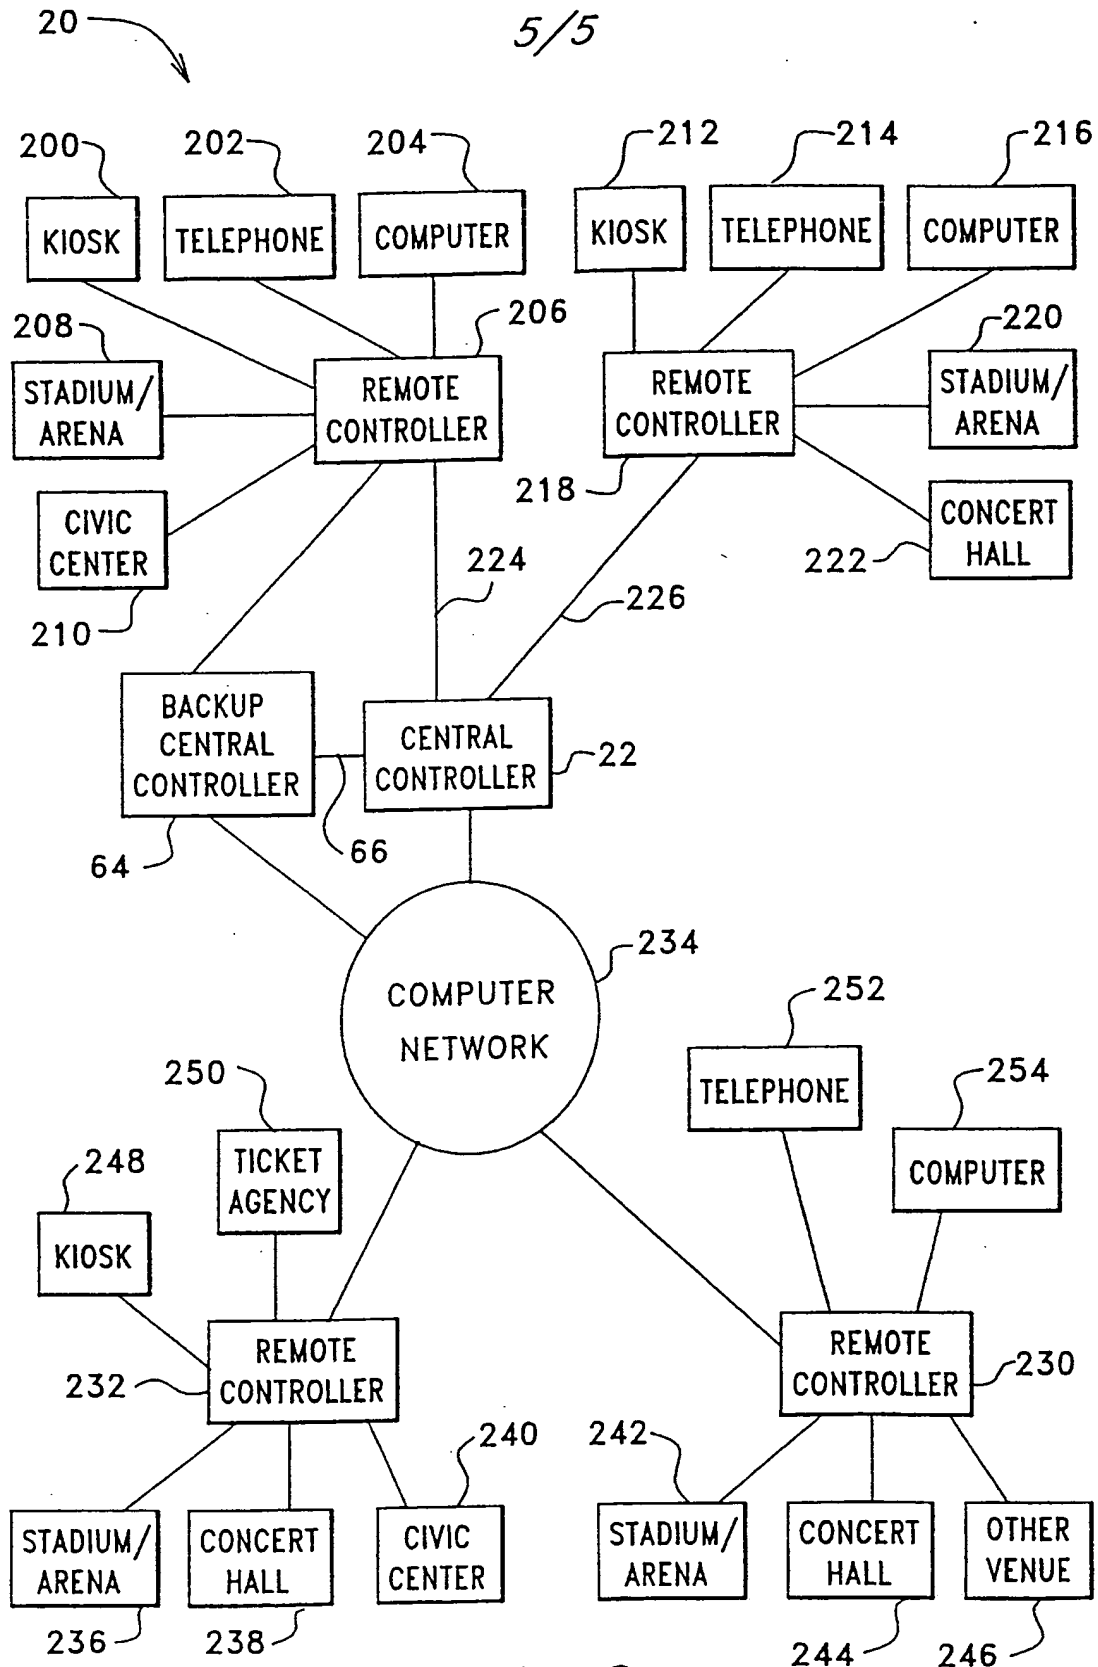 20
5/5
200
202
204
212
214
216
KIOSK
TELEPHONE
COMPUTER
KIOSK
TELEPHONE
COMPUTER
208
206
220
STADIUM/
ARENA
REMOTE
CONTROLLER
REMOTE
CONTROLLER
STADIUM/
ARENA
218
CIVIC
CENTER
CONCERT
HALL
210
224
226
222
BACKUP
CENTRAL
CONTROLLER
CENTRAL
CONTROLLER
22
64
66
234
COMPUTER
NETWORK
252
TELEPHONE
250
254
TICKET
AGENCY
COMPUTER
248
KIOSK
REMOTE
CONTROLLER
232
REMOTE
CONTROLLER
230
240
242
STADIUM/
ARENA
CONCERT
HALL
CIVIC
CENTER
STADIUM/
ARENA
CONCERT
HALL
OTHER
VENUE
236
238
244
246